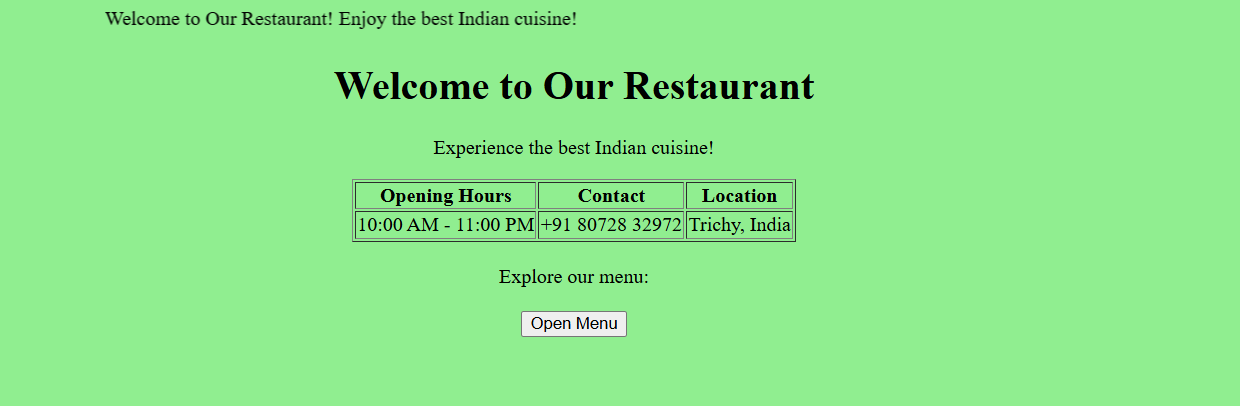 Welcome to Our Restaurant! Enjoy the best Indian cuisine!
Welcome to Our Restaurant
Experience the best Indian cuisine!
Opening Hours Contact Location
10:00 AM - 11:00 PM +91 80728 32972 Trichy, India
Explore our menu:
Open Menu